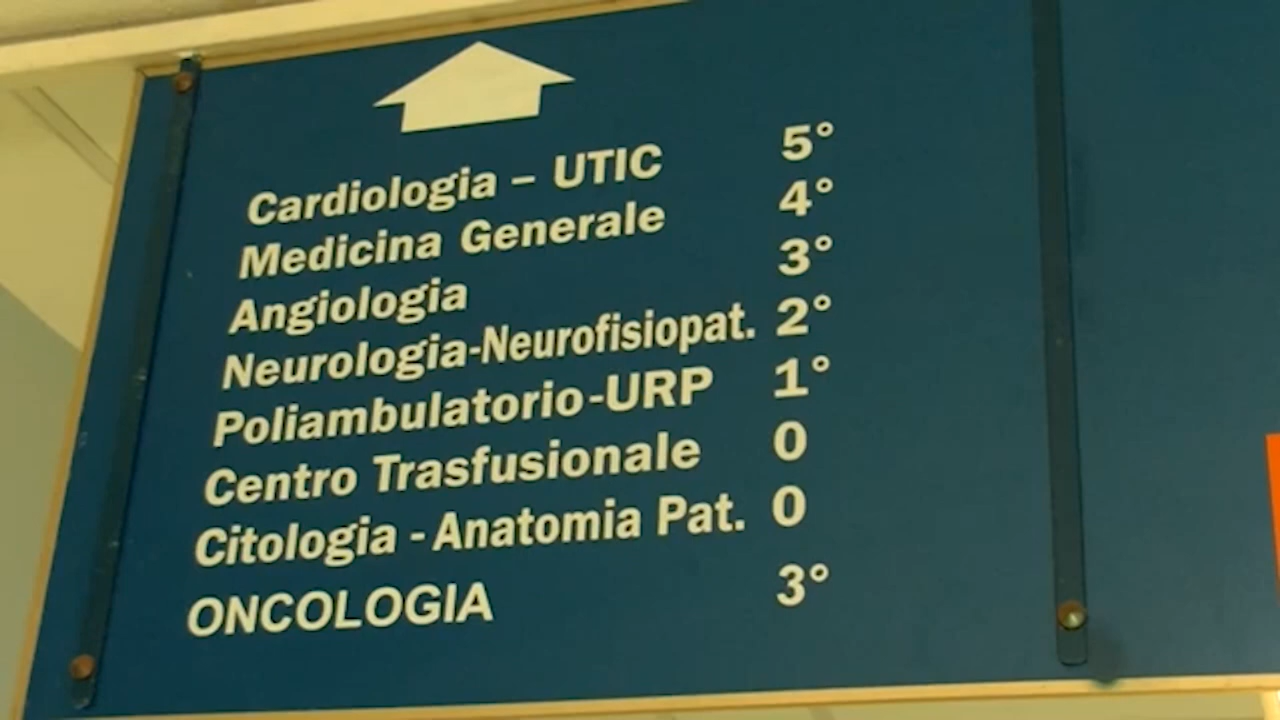 Cardiologia – UTIC 5°
Medicina Generale 4°
Angiologia 3°
Neurologia-Neurofisiopat. 2°
Poliambulatorio-URP 1°
Centro Trasfusionale 0
Citologia - Anatomia Pat. 0
ONCOLOGIA 3°